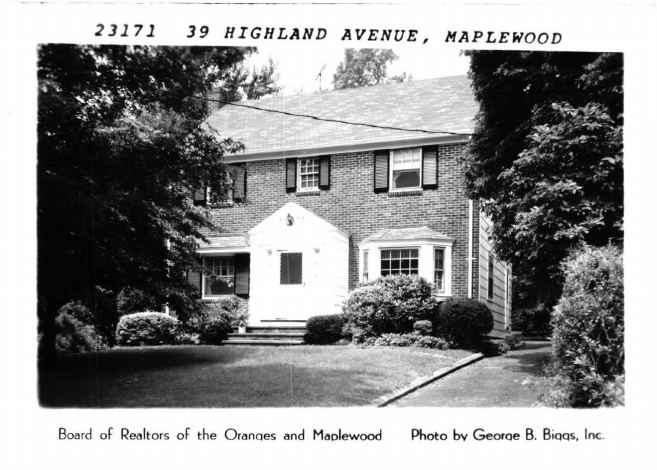 23171 39 HIGHLAND AVENUE, MAPLEWOOD
Board of Realtors of the Oranges and Maplewood Photo by George B. Biggs, Inc.